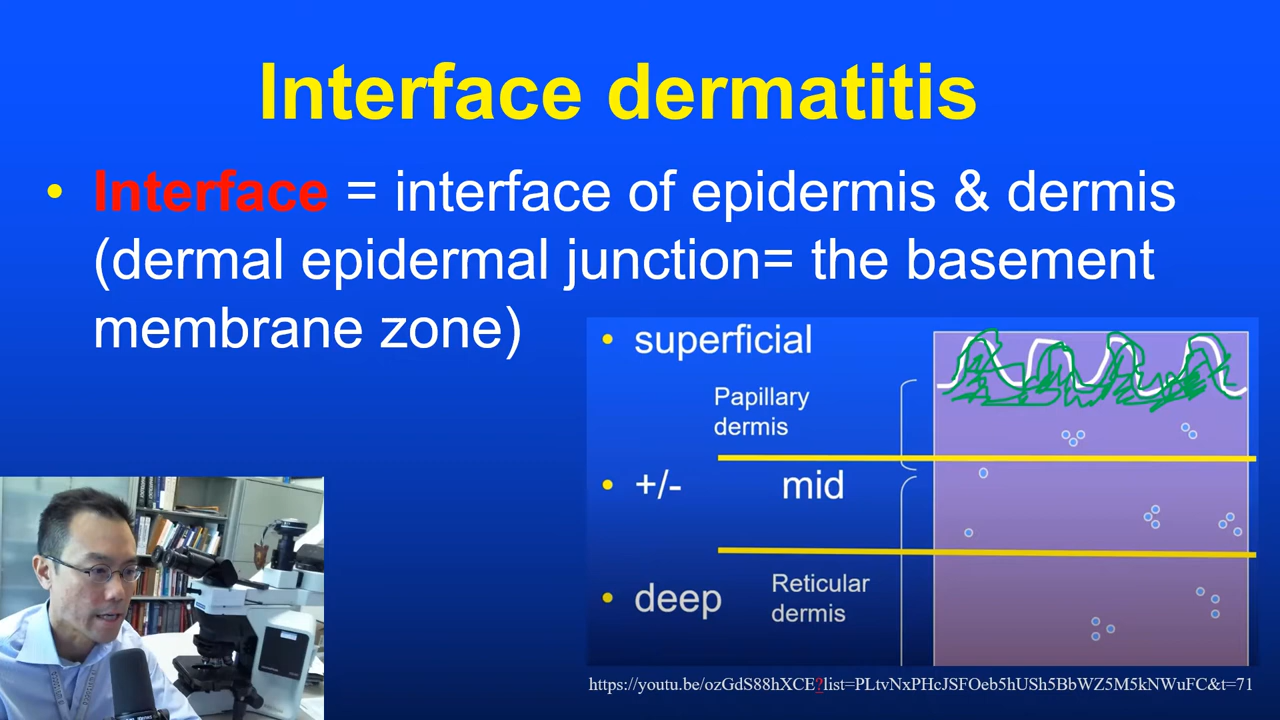 Interface dermatitis
• Interface = interface of epidermis & dermis
(dermal epidermal junction= the basement
membrane zone)
• superficial
Papillary
dermis
• +/- mid
• deep
Reticular
dermis
https://youtu.be/ozGdS88hXCE?list=PLtvNxPHcJSFOeb5hUSh5BbWZ5M5kNWuFC&t=71